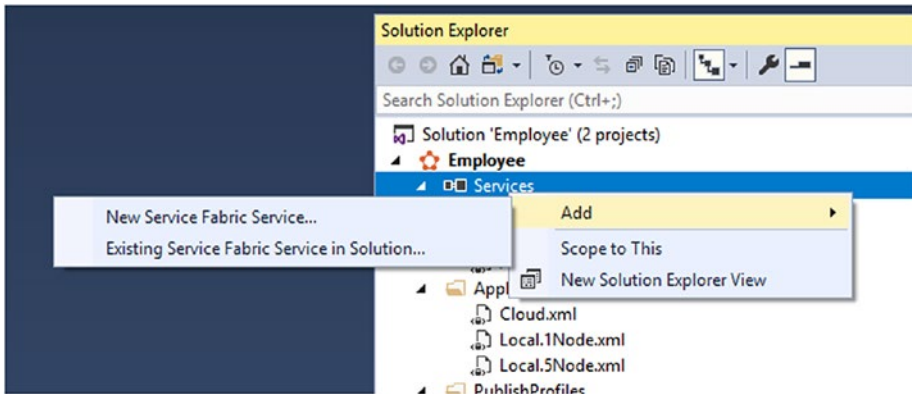 Solution Explorer
Search Solution Explorer (Ctrl+;)
Solution 'Employee' (2 projects)
Employee
Services
New Service Fabric Service...
Existing Service Fabric Service in Solution...
Add
Scope to This
New Solution Explorer View
Appl
Cloud.xml
Local.1Node.xml
Local.5Node.xml
PublishProfiles